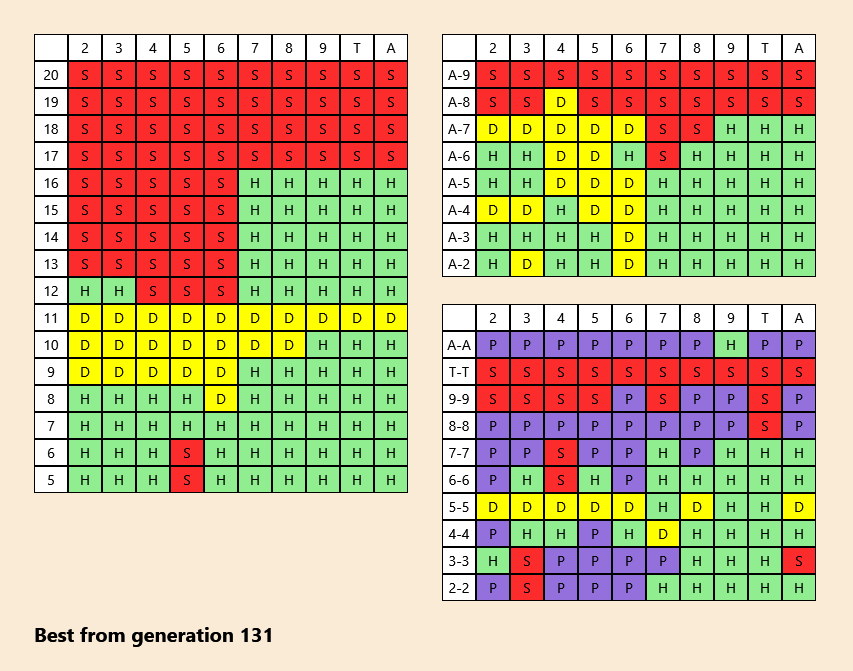 2 3 4 5 6 7 8 9 T A
20 S S S S S S S S S S
19 S S S S S S S S S S
18 S S S S S S S S S S
17 S S S S S S S S S S
16 S S S S S H H H H H
15 S S S S S H H H H H
14 S S S S S H H H H H
13 S S S S S H H H H H
12 H H S S S H H H H H
11 D D D D D D D D D D
10 D D D D D D D H H H
9 D D D D D H H H H H
8 H H H H D H H H H H
7 H H H H H H H H H H
6 H H H S H H H H H H
5 H H H S H H H H H H
2 3 4 5 6 7 8 9 T A
A-9 S S S S S S S S S S
A-8 S S D S S S S S S S
A-7 D D D D D S S H H H
A-6 H H D D H S H H H H
A-5 H H D D D H H H H H
A-4 D D H D D H H H H H
A-3 H H H H D H H H H H
A-2 H D H H D H H H H H
2 3 4 5 6 7 8 9 T A
A-A P P P P P P P H P P
T-T S S S S S S S S S S
9-9 S S S S P S P P S P
8-8 P P P P P P P P S P
7-7 P P S P P H P H H H
6-6 P H S H P H H H H H
5-5 D D D D D H D H H D
4-4 P H H P H D H H H H
3-3 H S P P P P H H H S
2-2 P S P P P H H H H H
Best from generation 131